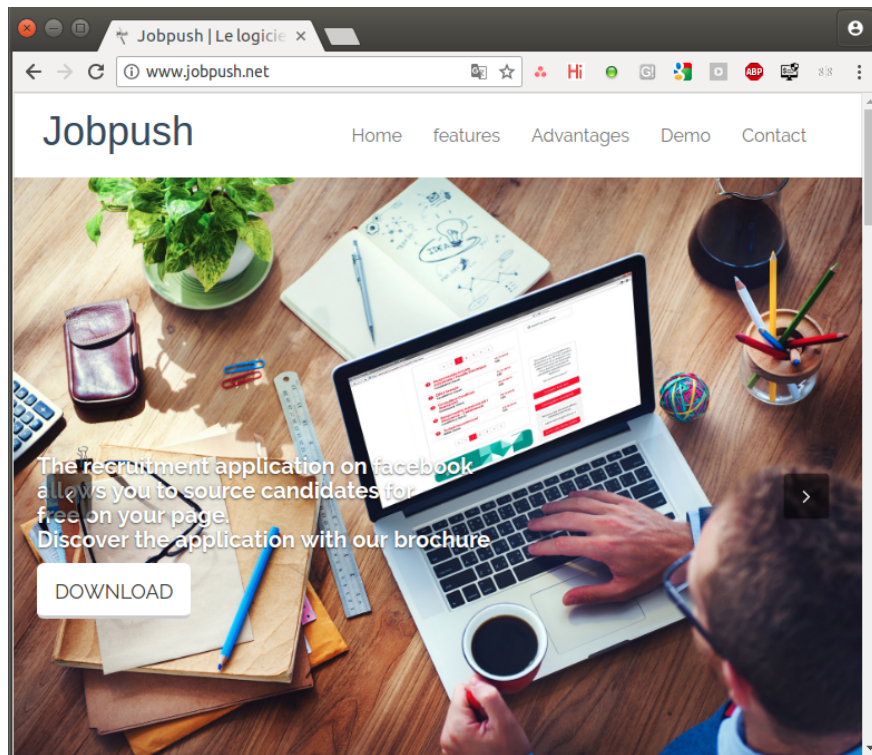 Jobpush | Le logicie
www.jobpush.net
Hi
G!
ABP
Jobpush
Home features Advantages Demo Contact
IDEA
The recruitment application on facebook
allows you to source candidates for
free on your page.
Discover the application with our brochure
DOWNLOAD